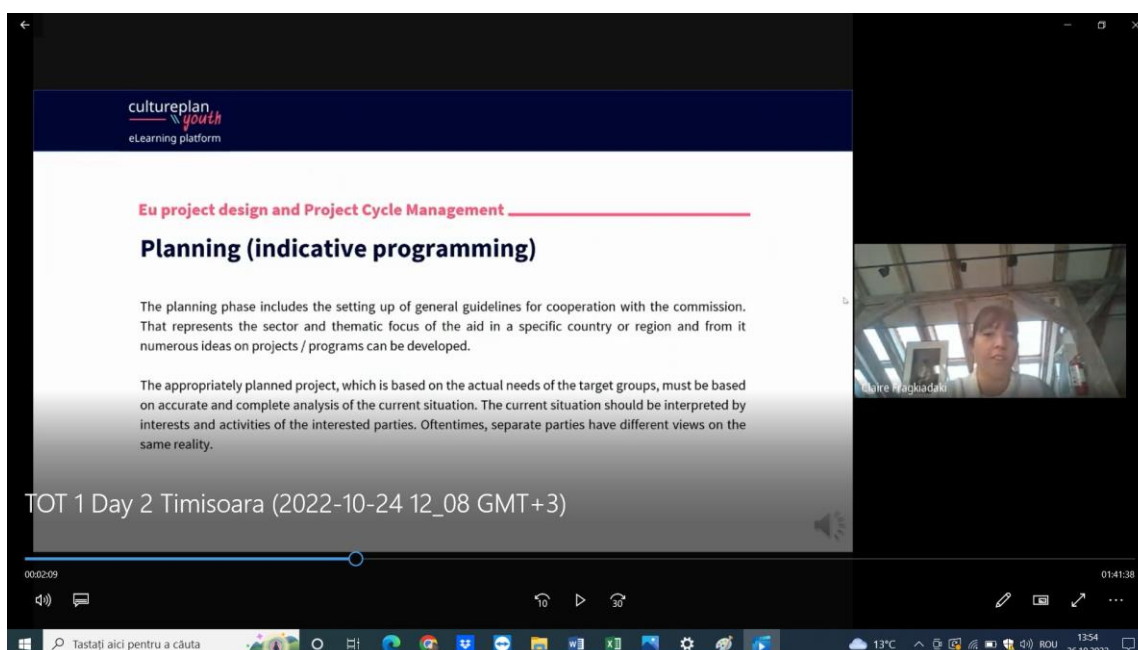 cultureplan
youth
eLearning platform
Eu project design and Project Cycle Management
Planning (indicative programming)
The planning phase includes the setting up of general guidelines for cooperation with the commission.
That represents the sector and thematic focus of the aid in a specific country or region and from it
numerous ideas on projects / programs can be developed.
The appropriately planned project, which is based on the actual needs of the target groups, must be based
on accurate and complete analysis of the current situation. The current situation should be interpreted by
interests and activities of the interested parties. Oftentimes, separate parties have different views on the
same reality.
Claire Fragkiadaki
TOT 1 Day 2 Timisoara (2022-10-24 12_08 GMT+3)
00:02:09
01:41:38
10
30
Tastați aici pentru a căuta
13°C
ROU
13:54
26.10.2022